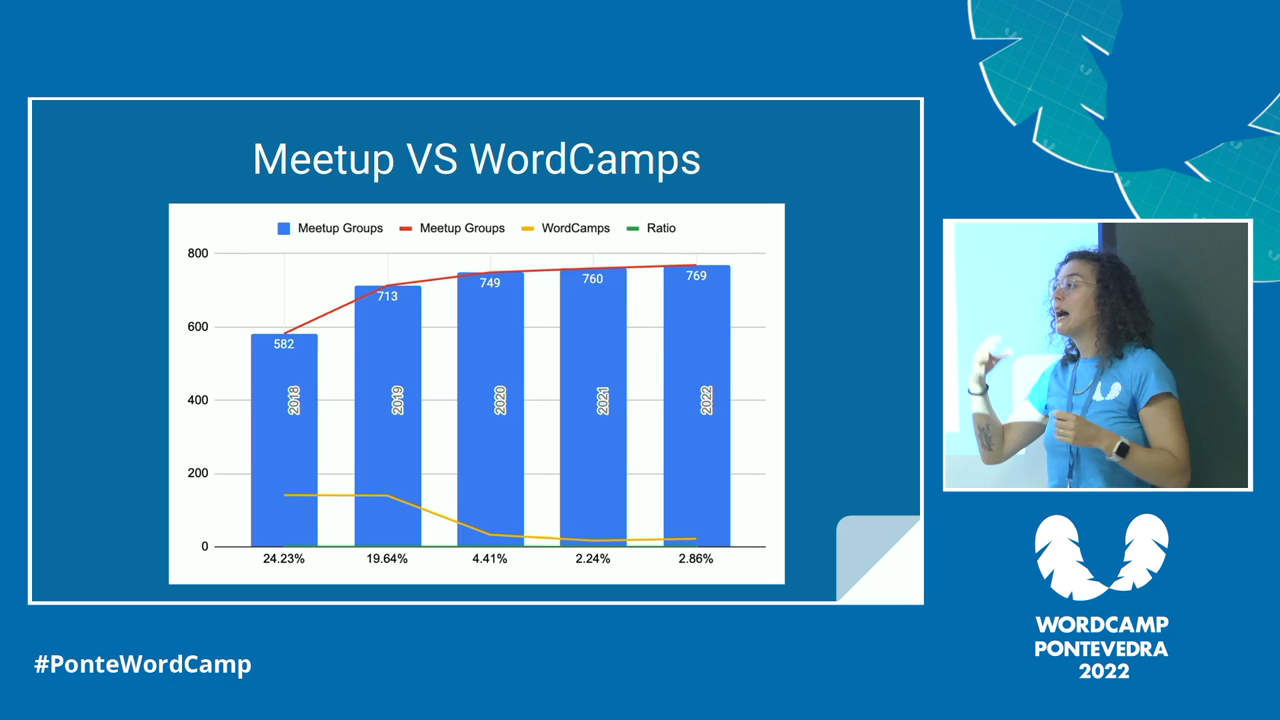 Meetup VS WordCamps
Meetup Groups Meetup Groups WordCamps Ratio
800
600
400
200
0
582
713
749
760
769
2018
2019
2020
2021
2022
24.23% 19.64% 4.41% 2.24% 2.86%
#PonteWordCamp
WORDCAMP
PONTEVEDRA
2022